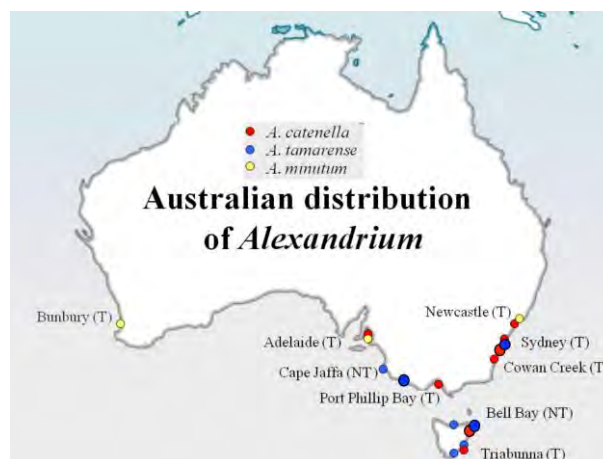 A. catenella
A. tamarense
A. minutum
Australian distribution
of Alexandrium
Bunbury (T)
Newcastle (T)
Adelaide (T)
Sydney (T)
Cape Jaffa (NT)
Cowan Creek (T
Port Phillip Bay (T)
Bell Bay (NT)
Triabunna (T)